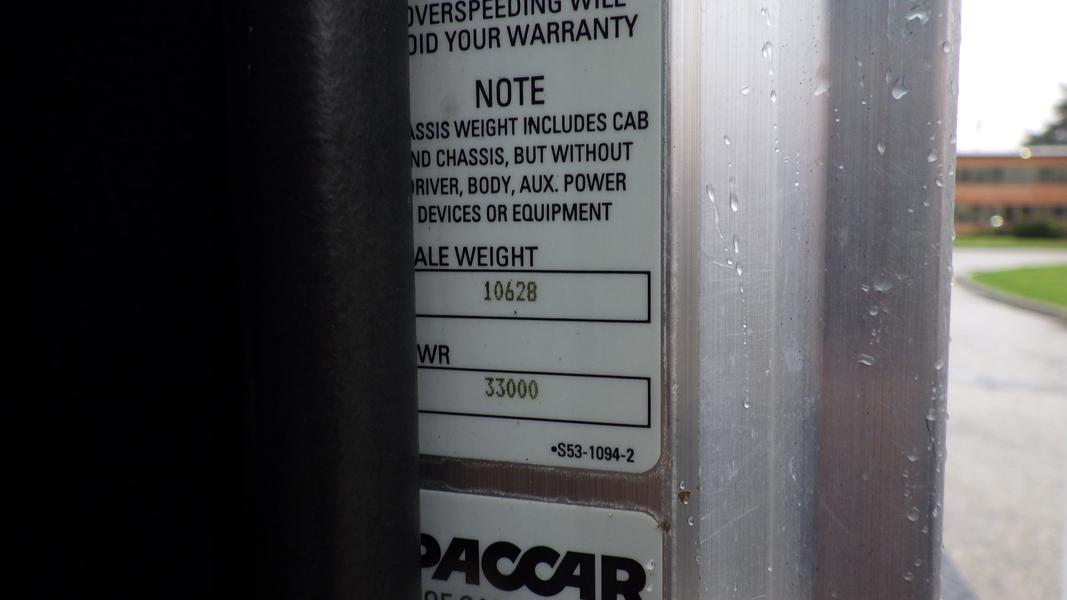 OVERSPEEDING WILL
OID YOUR WARRANTY
NOTE
ASSIS WEIGHT INCLUDES CAB
ND CHASSIS, BUT WITHOUT
DRIVER, BODY, AUX. POWER
DEVICES OR EQUIPMENT
ALE WEIGHT
10628
WR
33000
•S53-1094-2
PACCAR